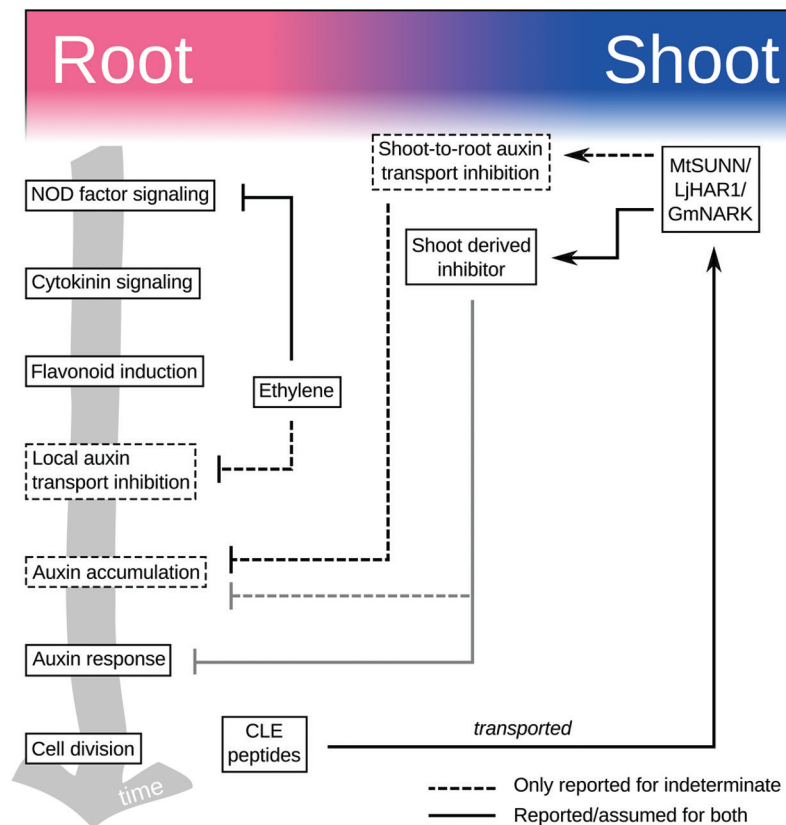 Root
Shoot
Shoot-to-root auxin
transport inhibition
MtSUNN/
LjHAR1/
GmNARK
NOD factor signaling
Shoot derived
inhibitor
Cytokinin signaling
Flavonoid induction
Ethylene
Local auxin
transport inhibition
Auxin accumulation
Auxin response
Cell division
CLE
peptides
transported
time
Only reported for indeterminate
Reported/assumed for both